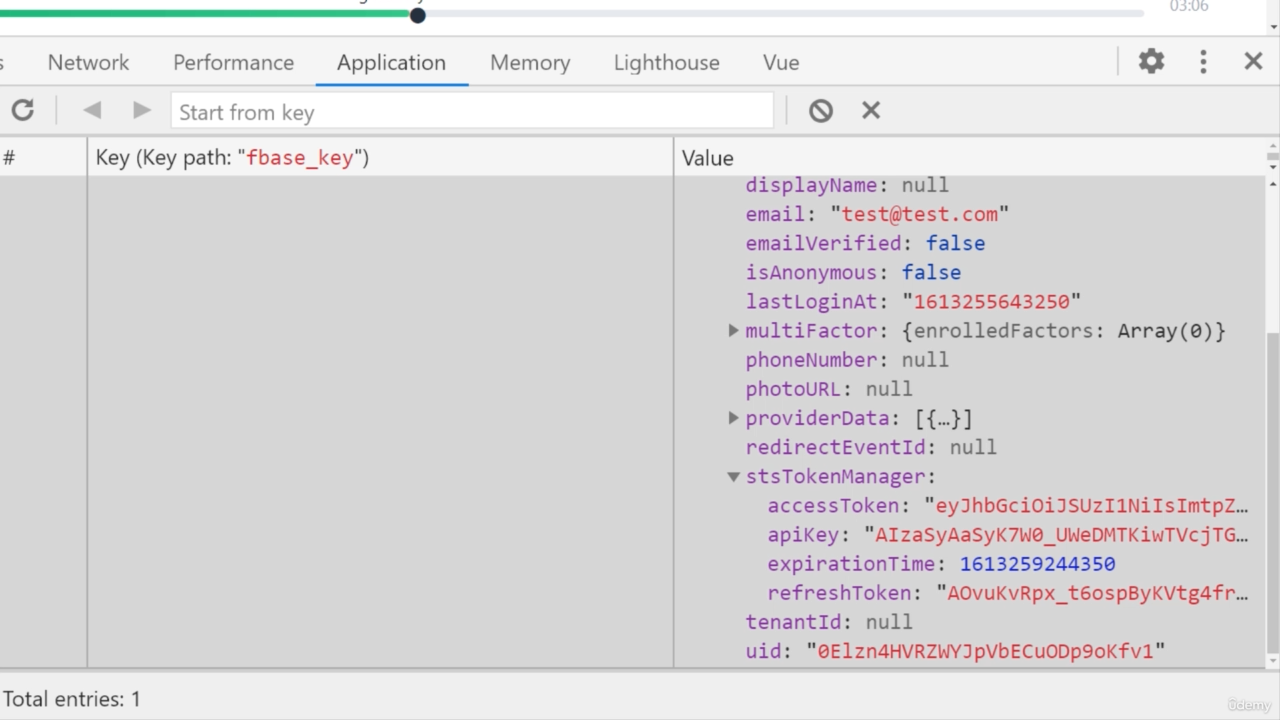 03:06
Network Performance Application Memory Lighthouse Vue
Start from key
# Key (Key path: "fbase_key") Value
displayName: null
email: "test@test.com"
emailVerified: false
isAnonymous: false
lastLoginAt: "1613255643250"
multiFactor: {enrolledFactors: Array(0)}
phoneNumber: null
photoURL: null
providerData: [{…}]
redirectEventId: null
stsTokenManager:
accessToken: "eyJhbGciOiJSUzI1NiIsImtpZ…
apiKey: "AIzaSyAaSyK7W0_UWeDMTKiwTVcjTG…
expirationTime: 1613259244350
refreshToken: "AOvuKvRpx_t6ospByKVtg4fr…
tenantId: null
uid: "0Elzn4HVRZWYJpVbECuODp9oKfv1"
Total entries: 1
ûdemy